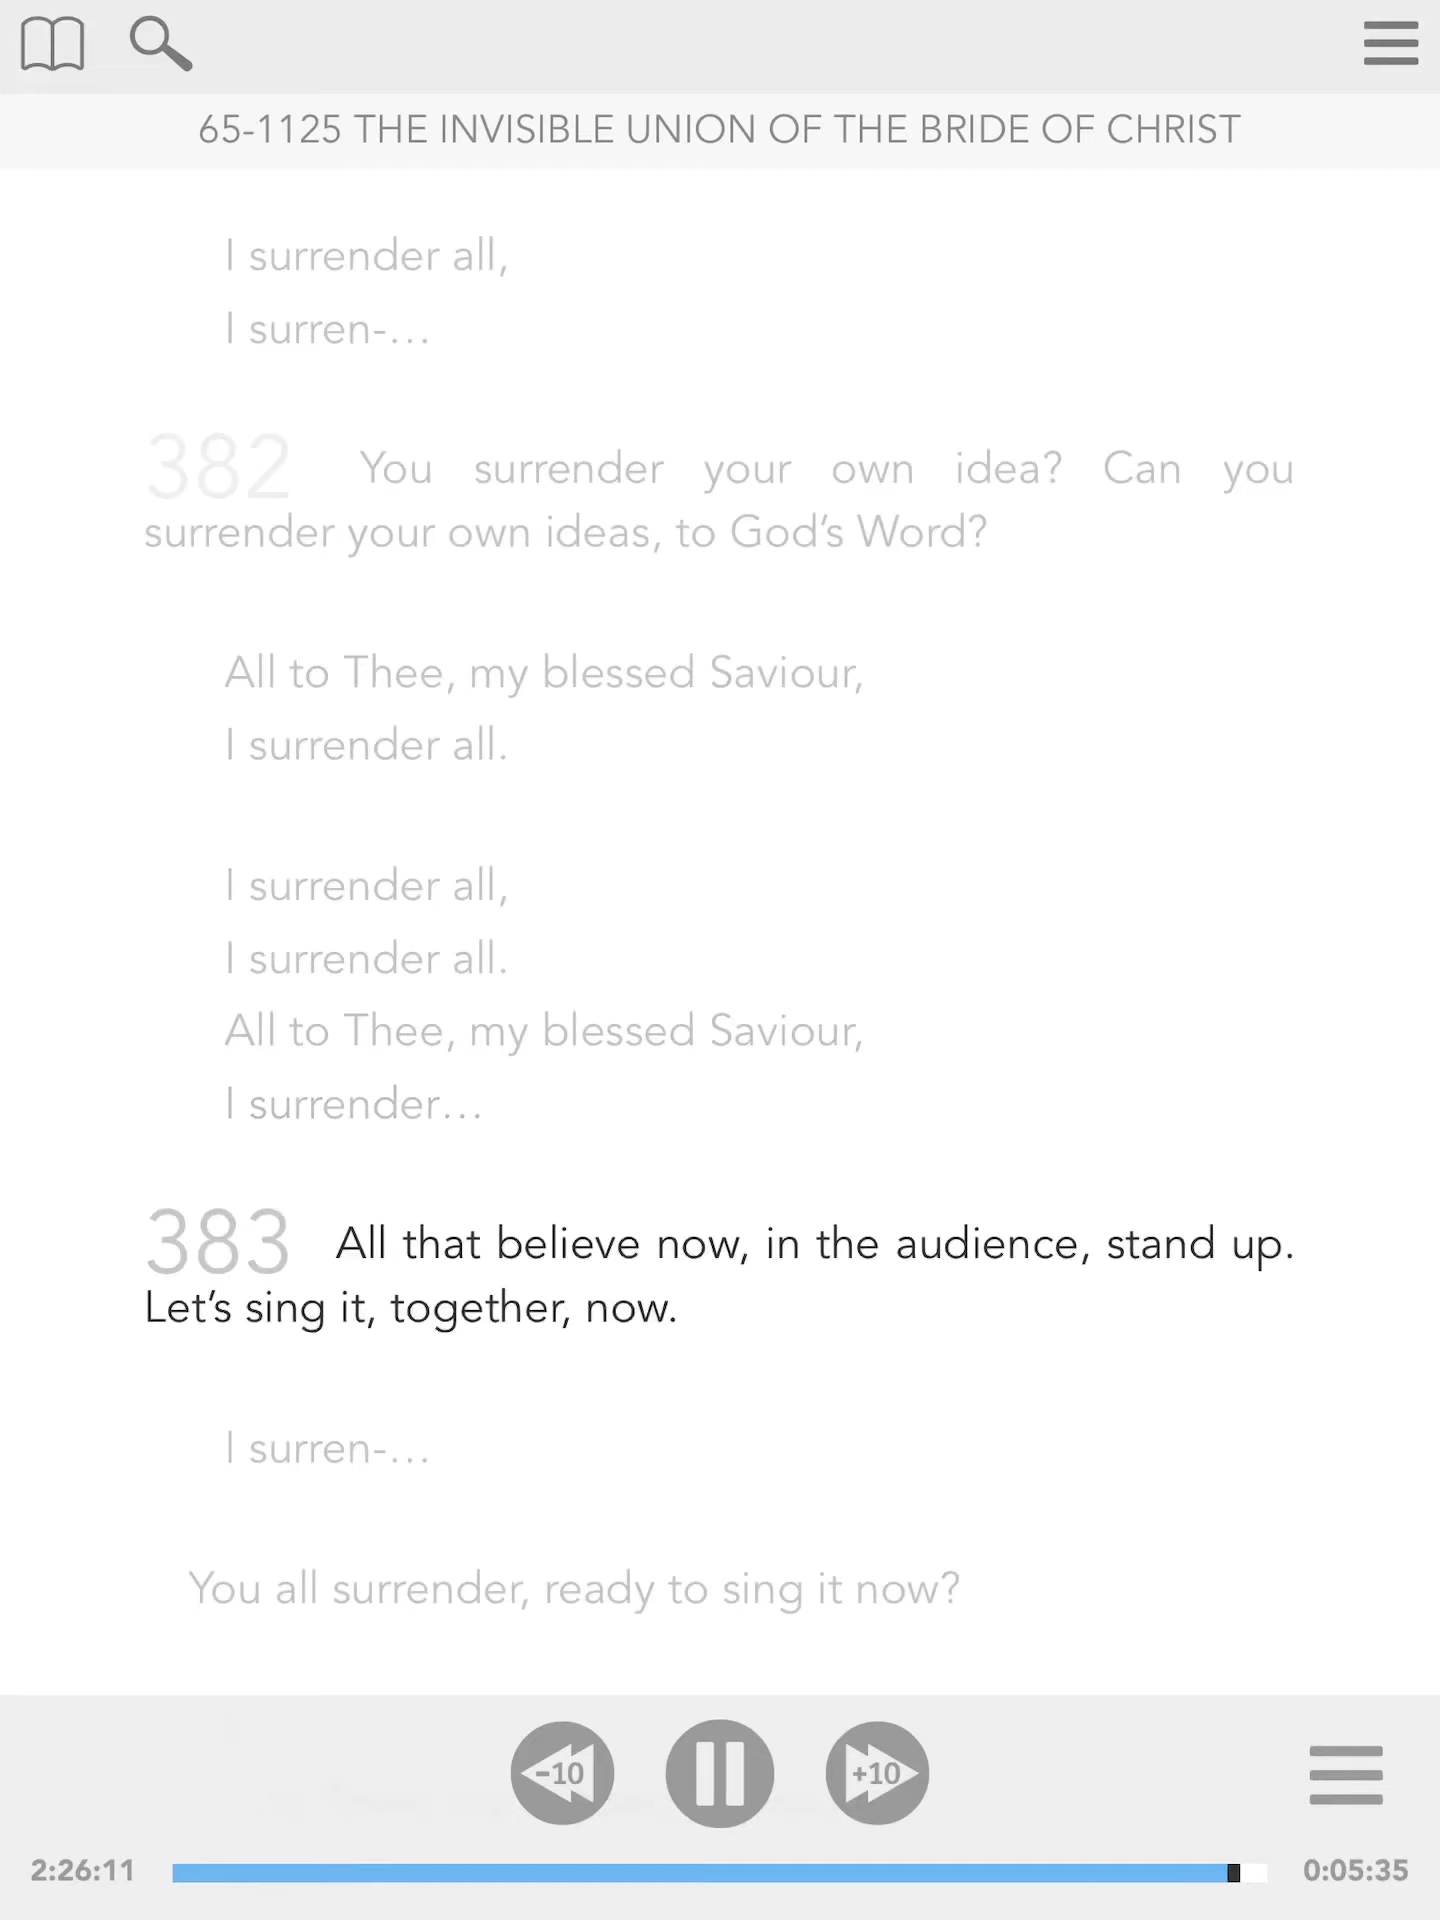 65-1125 THE INVISIBLE UNION OF THE BRIDE OF CHRIST
I surrender all,
I surren-…
382 You surrender your own idea? Can you
surrender your own ideas, to God’s Word?
All to Thee, my blessed Saviour,
I surrender all.
I surrender all,
I surrender all.
All to Thee, my blessed Saviour,
I surrender…
383 All that believe now, in the audience, stand up.
Let’s sing it, together, now.
I surren-…
You all surrender, ready to sing it now?
-10 +10
2:26:11 0:05:35